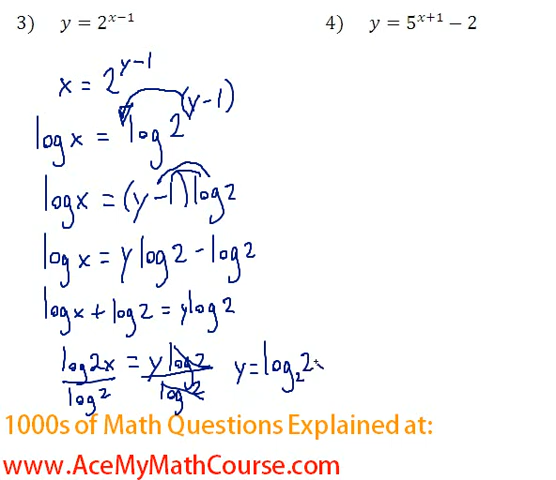 3) y = 2^{x−1}
4) y = 5^{x+1} − 2
x = 2^{y−1}
log x = log 2^{(y−1)}
log x = (y−1) log 2
log x = y log 2 − log 2
log x + log 2 = y log 2
log 2x / log 2 = y log 2 / log 2 y = log₂ 2x
1000s of Math Questions Explained at:
www.AceMyMathCourse.com